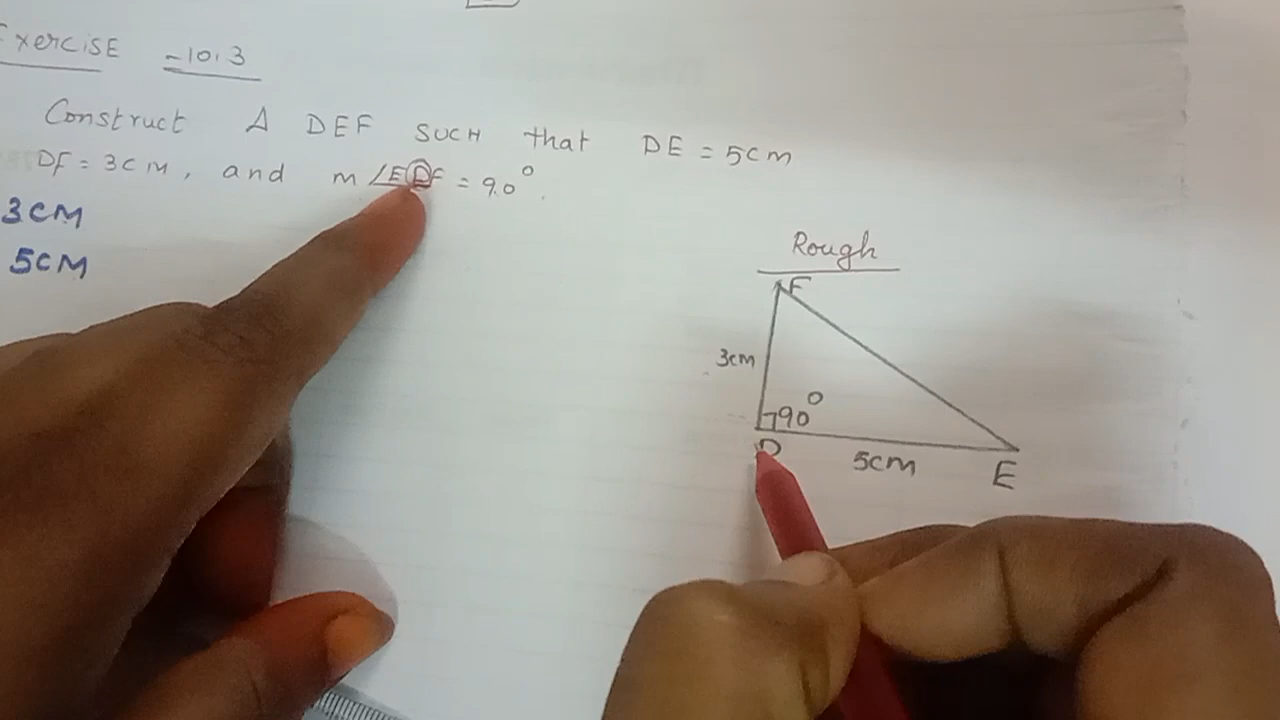 Exercise -10.3
Construct Δ DEF SUCH that DE = 5cm
DF = 3cm, and m∠EDF = 90°.
3cm
5cm
Rough
F
3cm
90°
D
5cm
E